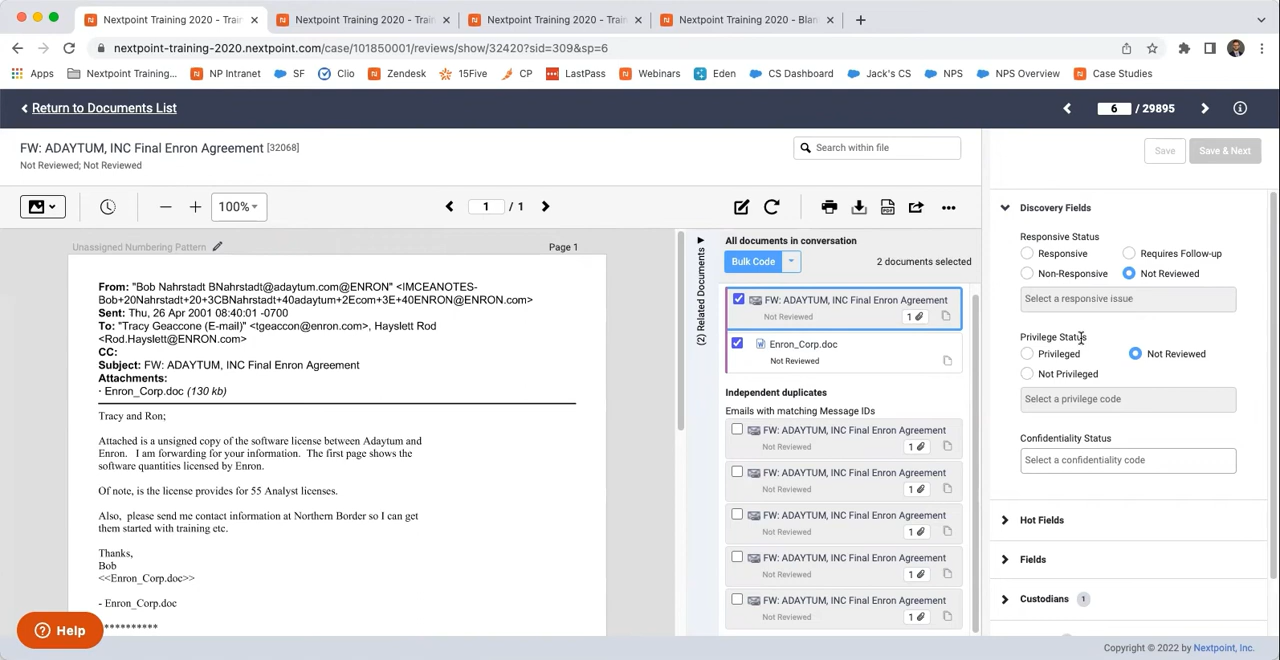 Nextpoint Training 2020 - Trai × Nextpoint Training 2020 - Trai × Nextpoint Training 2020 - Trai × Nextpoint Training 2020 - Blan × +
nextpoint-training-2020.nextpoint.com/case/101850001/reviews/show/32420?sid=309&sp=6
Apps Nextpoint Training... NP Intranet SF Clio Zendesk 15Five CP LastPass Webinars Eden CS Dashboard Jack's CS NPS NPS Overview Case Studies
Return to Documents List
6 / 29895
FW: ADAYTUM, INC Final Enron Agreement [32068]
Not Reviewed; Not Reviewed
Search within file
Save
Save & Next
100%
1 / 1
PDF
Unassigned Numbering Pattern
Page 1
From: "Bob Nahrstadt BNahrstadt@adaytum.com@ENRON" <IMCEANOTES-
Bob+20Nahrstadt+20+3CBNahrstadt+40adaytum+2Ecom+3E+40ENRON@ENRON.com>
Sent: Thu, 26 Apr 2001 08:40:01 -0700
To: "Tracy Geaccone (E-mail)" <tgeaccon@enron.com>, Hayslett Rod
<Rod.Hayslett@ENRON.com>
CC:
Subject: FW: ADAYTUM, INC Final Enron Agreement
Attachments:
· Enron_Corp.doc (130 kb)
Tracy and Ron;
Attached is a unsigned copy of the software license between Adaytum and
Enron. I am forwarding for your information. The first page shows the
software quantities licensed by Enron.
Of note, is the license provides for 55 Analyst licenses.
Also, please send me contact information at Northern Border so I can get
them started with training etc.
Thanks,
Bob
<<Enron_Corp.doc>>
- Enron_Corp.doc
**********
Help
(2) Related Documents
All documents in conversation
Bulk Code
2 documents selected
FW: ADAYTUM, INC Final Enron Agreement
Not Reviewed 1
Enron_Corp.doc
Not Reviewed
Independent duplicates
Emails with matching Message IDs
FW: ADAYTUM, INC Final Enron Agreement
Not Reviewed 1
FW: ADAYTUM, INC Final Enron Agreement
Not Reviewed 1
FW: ADAYTUM, INC Final Enron Agreement
Not Reviewed 1
FW: ADAYTUM, INC Final Enron Agreement
Not Reviewed 1
FW: ADAYTUM, INC Final Enron Agreement
Not Reviewed 1
Discovery Fields
Responsive Status
Responsive Requires Follow-up
Non-Responsive Not Reviewed
Select a responsive issue
Privilege Status
Privileged Not Reviewed
Not Privileged
Select a privilege code
Confidentiality Status
Select a confidentiality code
Hot Fields
Fields
Custodians 1
Copyright © 2022 by Nextpoint, Inc.